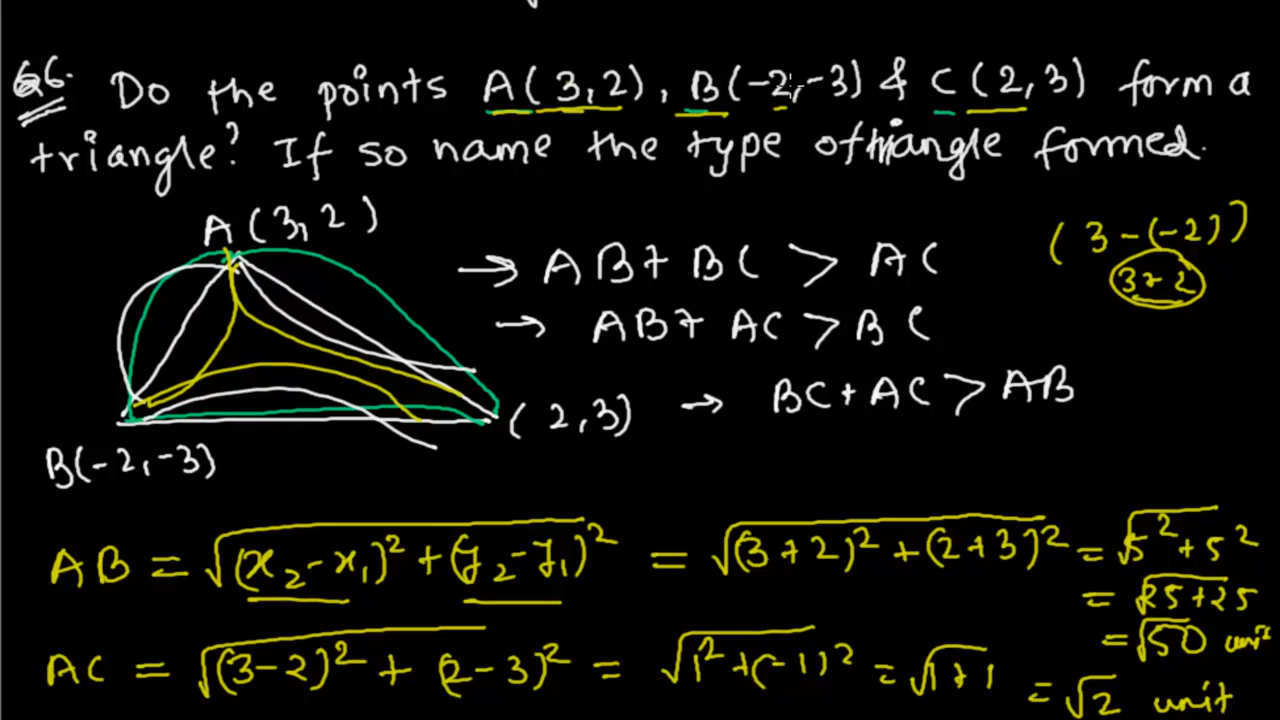 Q6. Do the points A(3,2), B(-2,-3) & C(2,3) form a
triangle? If so name the type of triangle formed.
A(3,2)
(3-(-2))
3+2
→ AB+BC > AC
→ AB+AC > BC
→ BC+AC > AB
(2,3)
B(-2,-3)
AB = √(x₂-x₁)²+(y₂-y₁)² = √(3+2)²+(2+3)² = √5²+5²
= √25+25
= √50 unit
AC = √(3-2)²+(2-3)² = √1²+(-1)² = √1+1 = √2 unit